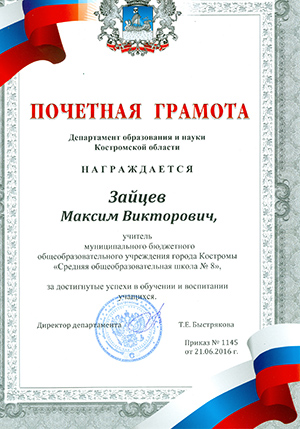 ПОЧЕТНАЯ ГРАМОТА
Департамент образования и науки
Костромской области
НАГРАЖДАЕТСЯ
Зайцев
Максим Викторович,
учитель
муниципального бюджетного
общеобразовательного учреждения города Костромы
«Средняя общеобразовательная школа № 8»,
за достигнутые успехи в обучении и воспитании
учащихся.
Директор департамента Т.Е. Быстрякова
Приказ № 1145
от 21.06.2016 г.